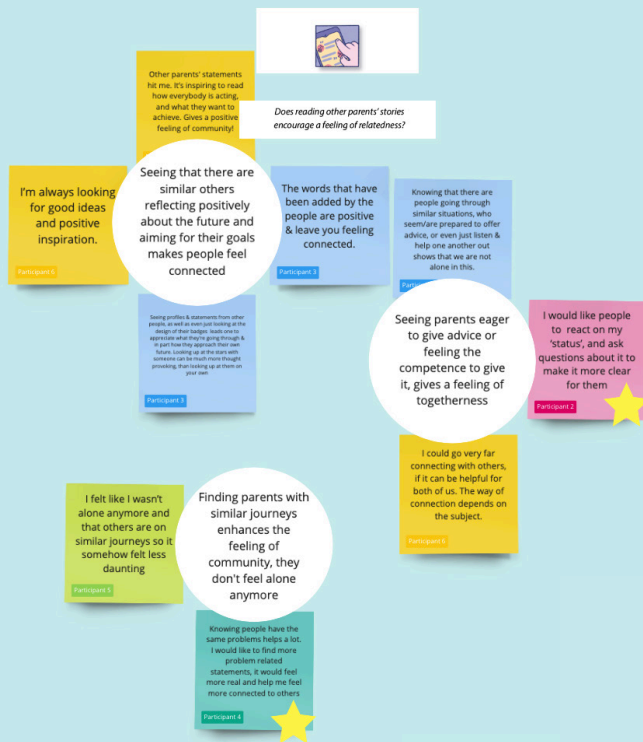 Does reading other parents' stories
encourage a feeling of relatedness?
Other parents' statements
hit me. It's inspiring to read
how everybody is acting,
and what they want to
achieve. Gives a positive
feeling of community!
Seeing that there are
similar others
reflecting positively
about the future and
aiming for their goals
makes people feel
connected
I'm always looking
for good ideas
and positive
inspiration.
Participant 6
The words that have
been added by the
people are positive
& leave you feeling
connected.
Participant 3
Seeing profiles & statements from other
people, as well as even just looking at the
design of their badges leads one to
appreciate what they're going through &
in part how they approach their own
future. Looking up at the stars with
someone can be much more thought
provoking, than looking up at them on
your own
Participant 3
Knowing that there are
people going through
similar situations, who
seem/are prepared to offer
advice, or even just listen &
help one another out
shows that we are not
alone in this.
Seeing parents eager
to give advice or
feeling the
competence to give
it, gives a feeling of
togetherness
I would like people
to react on my
'status', and ask
questions about it to
make it more clear
for them
Participant 2
I could go very far
connecting with others,
if it can be helpful for
both of us. The way of
connection depends on
the subject.
Participant 6
I felt like I wasn't
alone anymore and
that others are on
similar journeys so it
somehow felt less
daunting
Participant 5
Finding parents with
similar journeys
enhances the
feeling of
community, they
don't feel alone
anymore
Knowing people have the
same problems helps a lot.
I would like to find more
problem related
statements, it would feel
more real and help me feel
more connected to others
Participant 4